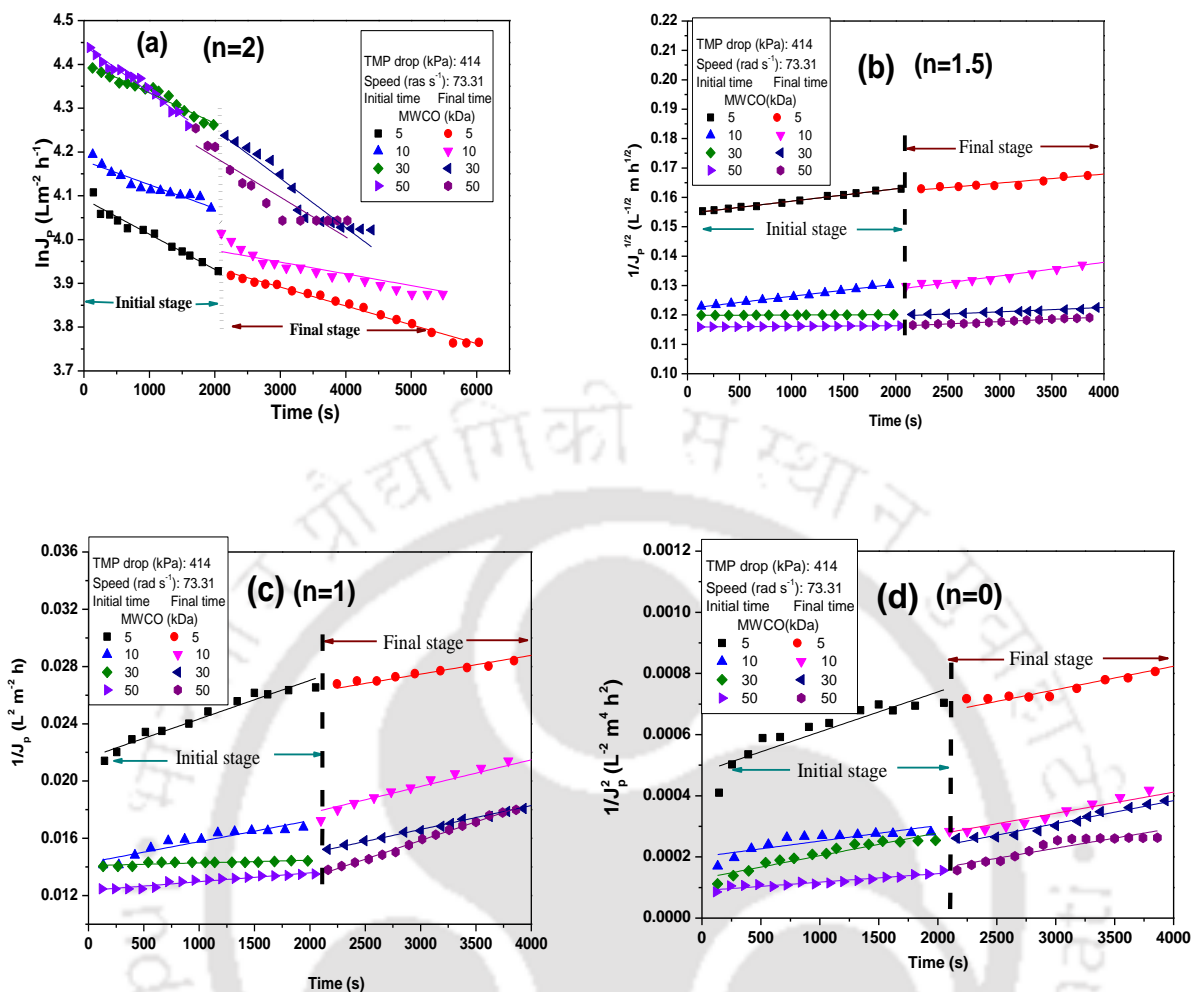 (a) (n=2)
TMP drop (kPa): 414
Speed (ras s⁻¹): 73.31
Initial time Final time
MWCO(kDa)
5 5
10 10
30 30
50 50
4.5
4.4
4.3
4.2
4.1
4.0
3.9
3.8
3.7
lnJP (Lm⁻² h⁻¹)
Initial stage
Final stage
0 1000 2000 3000 4000 5000 6000
Time (s)
(b) (n=1.5)
TMP drop (kPa): 414
Speed (ras s⁻¹): 73.31
Initial time Final time
MWCO(kDa)
5 5
10 10
30 30
50 50
0.22
0.21
0.20
0.19
0.18
0.17
0.16
0.15
0.14
0.13
0.12
0.11
0.10
1/JP^1/2 (L^-1/2 m h^1/2)
Final stage
Initial stage
0 500 1000 1500 2000 2500 3000 3500 4000
Time (s)
(c) (n=1)
TMP drop (kPa): 414
Speed (rad s⁻¹): 73.31
Initial time Final time
MWCO (kDa)
5 5
10 10
30 30
50 50
0.036
0.032
0.028
0.024
0.020
0.016
0.012
1/Jp (L² m⁻² h)
Final stage
Initial stage
0 500 1000 1500 2000 2500 3000 3500 4000
Time (s)
(d) (n=0)
TMP drop (kPa): 414
Speed (rad s⁻¹): 73.31
Initial time Final time
MWCO (kDa)
5 5
10 10
30 30
50 50
0.0012
0.0010
0.0008
0.0006
0.0004
0.0002
0.0000
1/Jp² (L⁻² m⁴ h²)
Final stage
Initial stage
0 500 1000 1500 2000 2500 3000 3500 4000
Time (s)